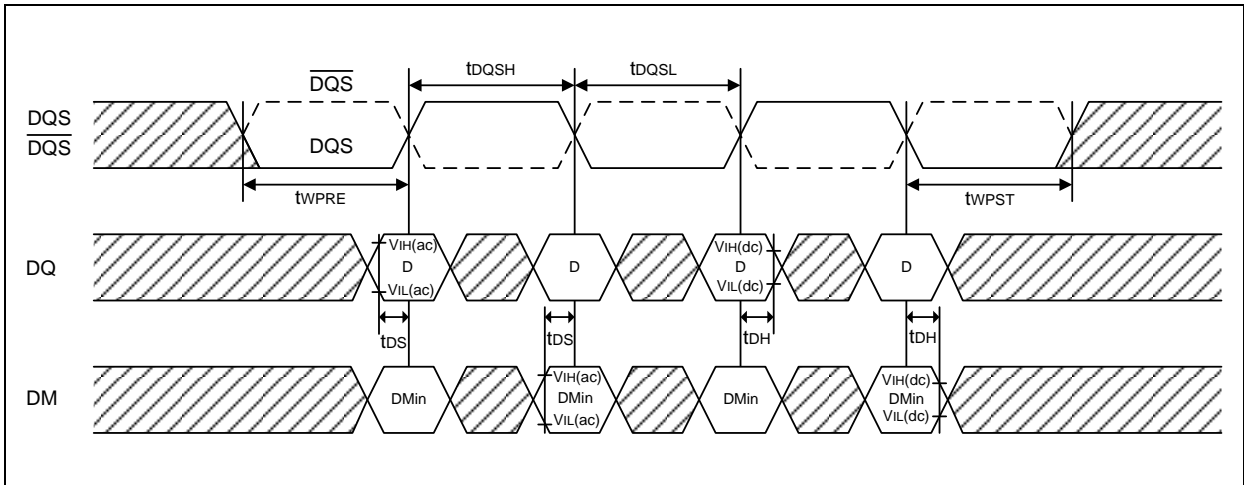 DQS
tDQSH
tDQSL
DQS
DQS
DQS
tWPRE
tWPST
DQ
VIH(ac)
D
VIL(ac)
D
VIH(dc)
D
VIL(dc)
D
tDS
tDS
tDH
tDH
DM
DMin
VIH(ac)
DMin
VIL(ac)
DMin
VIH(dc)
DMin
VIL(dc)